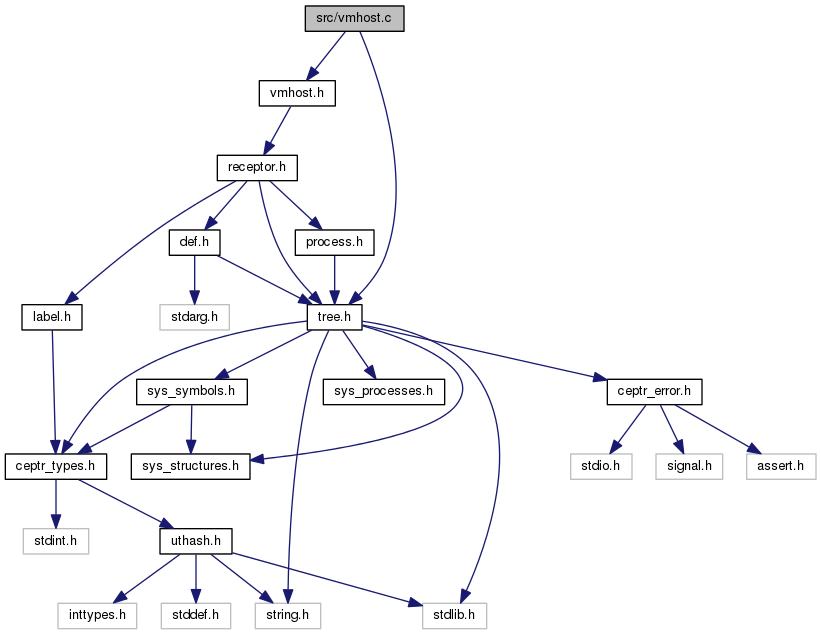 src/vmhost.c
vmhost.h
receptor.h
def.h
process.h
label.h
stdarg.h
tree.h
sys_symbols.h
sys_processes.h
ceptr_error.h
ceptr_types.h
sys_structures.h
stdio.h
signal.h
assert.h
stdint.h
uthash.h
inttypes.h
stddef.h
string.h
stdlib.h